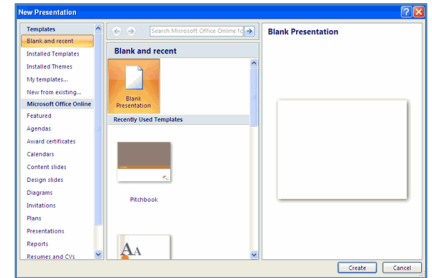 New Presentation
Templates
Blank and recent
Installed Templates
Installed Themes
My templates...
New from existing...
Microsoft Office Online
Featured
Agendas
Award certificates
Calendars
Content slides
Design slides
Diagrams
Invitations
Plans
Presentations
Reports
Resumes and CVs
Search Microsoft Office Online fo
Blank and recent
Blank
Presentation
Recently Used Templates
Pitchbook
AA
Blank Presentation
Create
Cancel